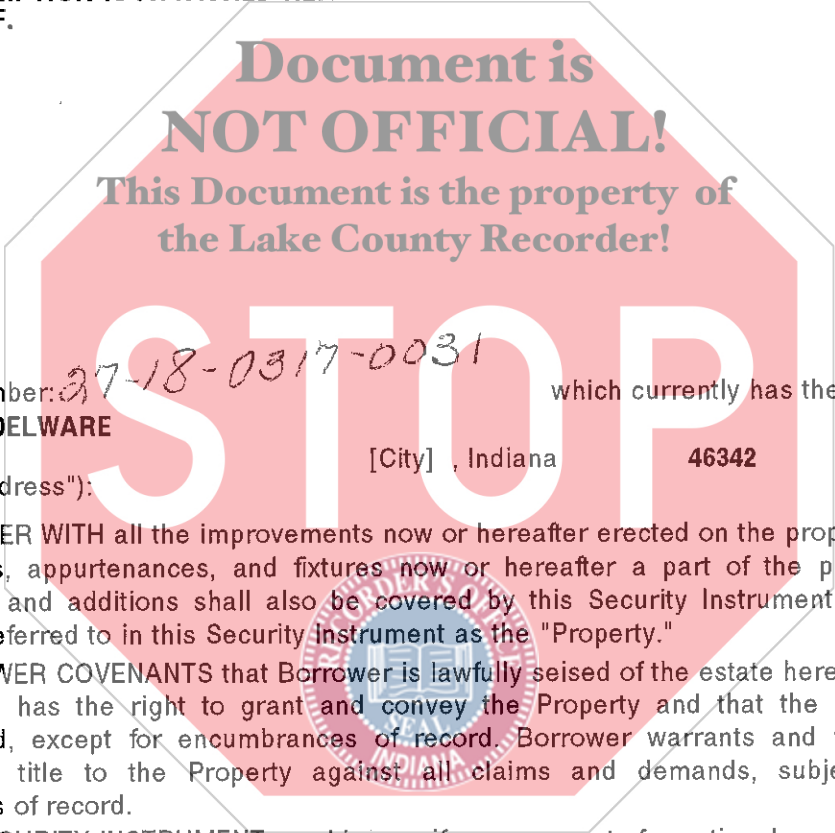 F.
Document is
NOT OFFICIAL!
This Document is the property of
the Lake County Recorder!
STOP
nber: 27-18-0317-0031 which currently has the
DELWARE
[City] , Indiana 46342
dress"):
ER WITH all the improvements now or hereafter erected on the prop
s, appurtenances, and fixtures now or hereafter a part of the p
and additions shall also be covered by this Security Instrument
eferred to in this Security Instrument as the "Property."
WER COVENANTS that Borrower is lawfully seised of the estate here
has the right to grant and convey the Property and that the
d, except for encumbrances of record. Borrower warrants and
title to the Property against all claims and demands, subje
s of record.
RECORDER'S OFFICE
SEAL
INDIANA